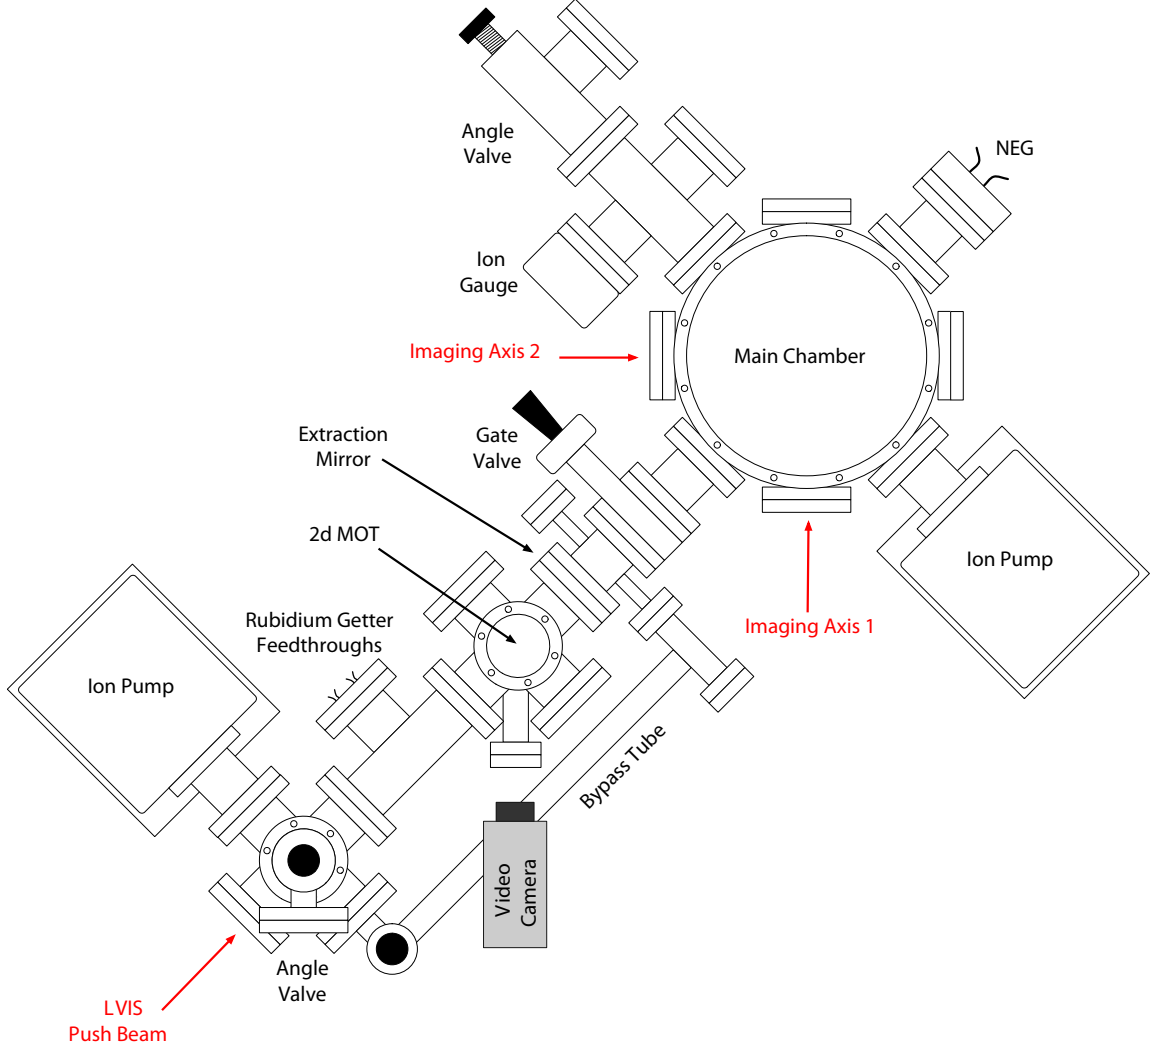 Angle
Valve
NEG
Ion
Gauge
Imaging Axis 2
Main Chamber
Extraction
Mirror
Gate
Valve
2d MOT
Ion Pump
Rubidium Getter
Feedthroughs
Imaging Axis 1
Ion Pump
Bypass Tube
Video
Camera
Angle
Valve
LVIS
Push Beam